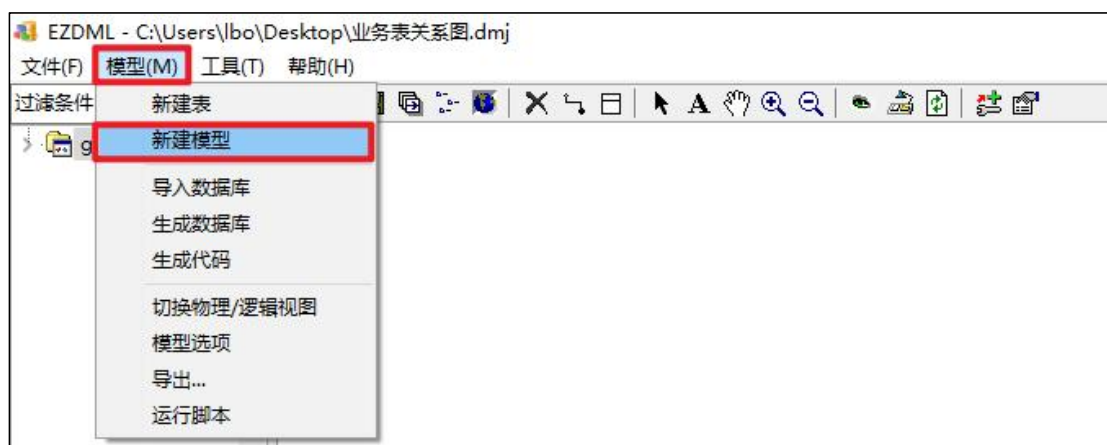 EZDML - C:\Users\lbo\Desktop\业务表关系图.dmj
文件(F) 模型(M) 工具(T) 帮助(H)
过滤条件
新建表
g
新建模型
导入数据库
生成数据库
生成代码
切换物理/逻辑视图
模型选项
导出...
运行脚本